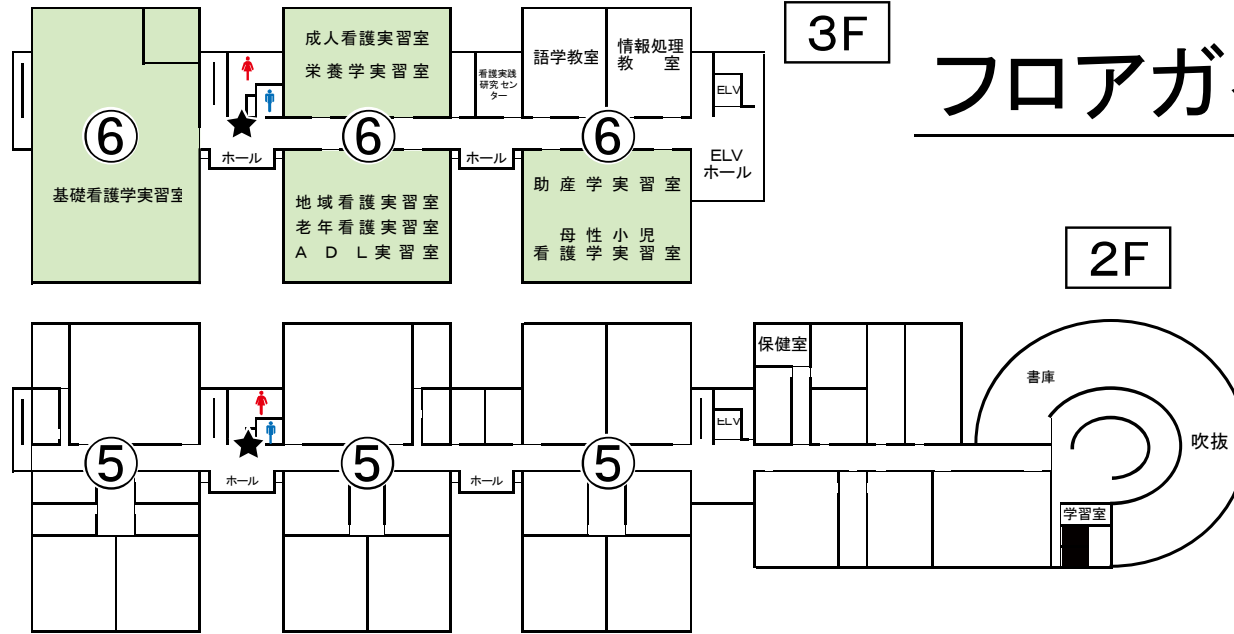 3F
フロアガ
成人看護実習室
栄養学実習室
看護実践
研究セン
ター
語学教室
情報処理
教室
ELV
⑥
⑥
⑥
ホール
ホール
ELV
ホール
基礎看護学実習室
地域看護実習室
老年看護実習室
ADL実習室
助産学実習室
母性小児
看護学実習室
2F
保健室
書庫
ELV
吹抜
⑤
⑤
⑤
ホール
ホール
学習室